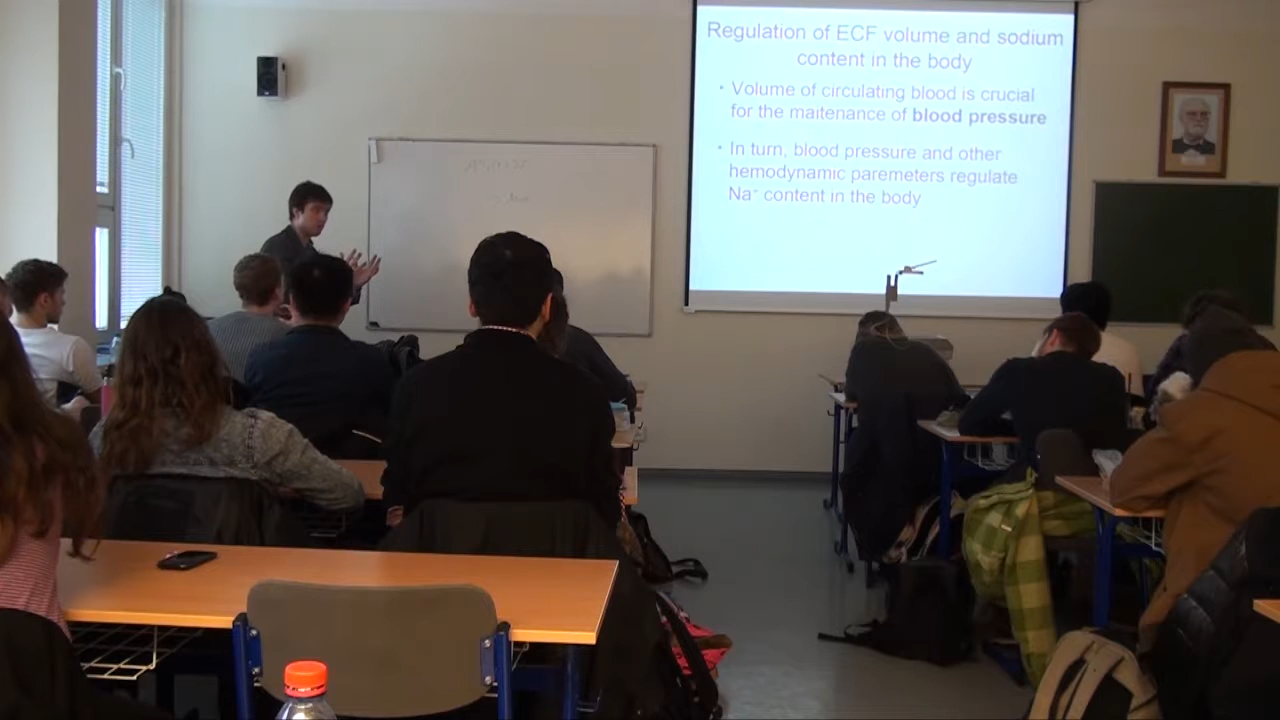 Regulation of ECF volume and sodium
content in the body
• Volume of circulating blood is crucial
for the maitenance of blood pressure
• In turn, blood pressure and other
hemodynamic paremeters regulate
Na⁺ content in the body